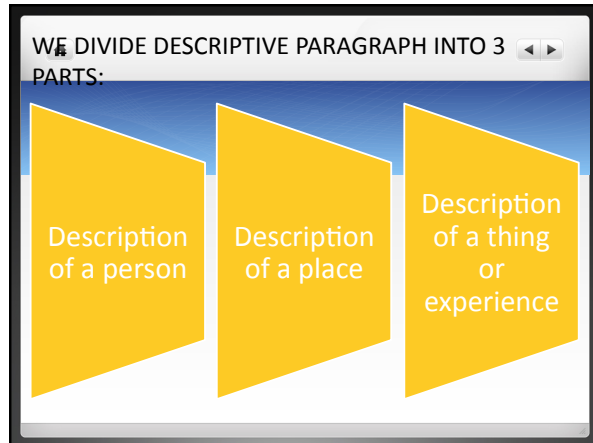 WE DIVIDE DESCRIPTIVE PARAGRAPH INTO 3
PARTS:
Description
of a person
Description
of a place
Description
of a thing
or
experience